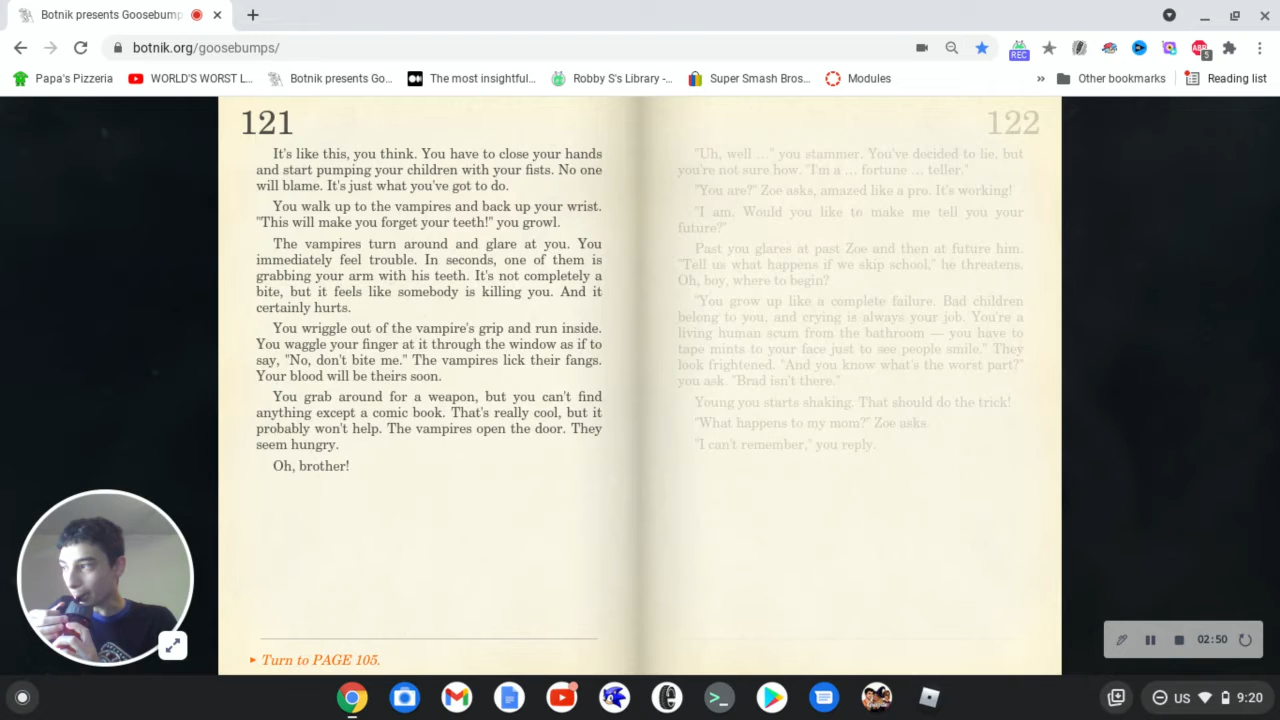 Botnik presents Goosebump
botnik.org/goosebumps/
REC
ABP
5
Papa's Pizzeria
WORLD'S WORST L...
Botnik presents Go...
The most insightful...
Robby S's Library -...
Super Smash Bros...
Modules
»
Other bookmarks
Reading list
121
It's like this, you think. You have to close your hands
and start pumping your children with your fists. No one
will blame. It's just what you've got to do.
You walk up to the vampires and back up your wrist.
"This will make you forget your teeth!" you growl.
The vampires turn around and glare at you. You
immediately feel trouble. In seconds, one of them is
grabbing your arm with his teeth. It's not completely a
bite, but it feels like somebody is killing you. And it
certainly hurts.
You wriggle out of the vampire's grip and run inside.
You waggle your finger at it through the window as if to
say, "No, don't bite me." The vampires lick their fangs.
Your blood will be theirs soon.
You grab around for a weapon, but you can't find
anything except a comic book. That's really cool, but it
probably won't help. The vampires open the door. They
seem hungry.
Oh, brother!
▸ Turn to PAGE 105.
122
"Uh, well ..." you stammer. You've decided to lie, but
you're not sure how. "I'm a ... fortune ... teller."
"You are?" Zoe asks, amazed like a pro. It's working!
"I am. Would you like to make me tell you your
future?"
Past you glares at past Zoe and then at future him.
"Tell us what happens if we skip school," he threatens.
Oh, boy, where to begin?
"You grow up like a complete failure. Bad children
belong to you, and crying is always your job. You're a
living human scum from the bathroom — you have to
tape mints to your face just to see people smile." They
look frightened. "And you know what's the worst part?"
you ask. "Brad isn't there."
Young you starts shaking. That should do the trick!
"What happens to my mom?" Zoe asks.
"I can't remember," you reply.
02:50
US
9:20